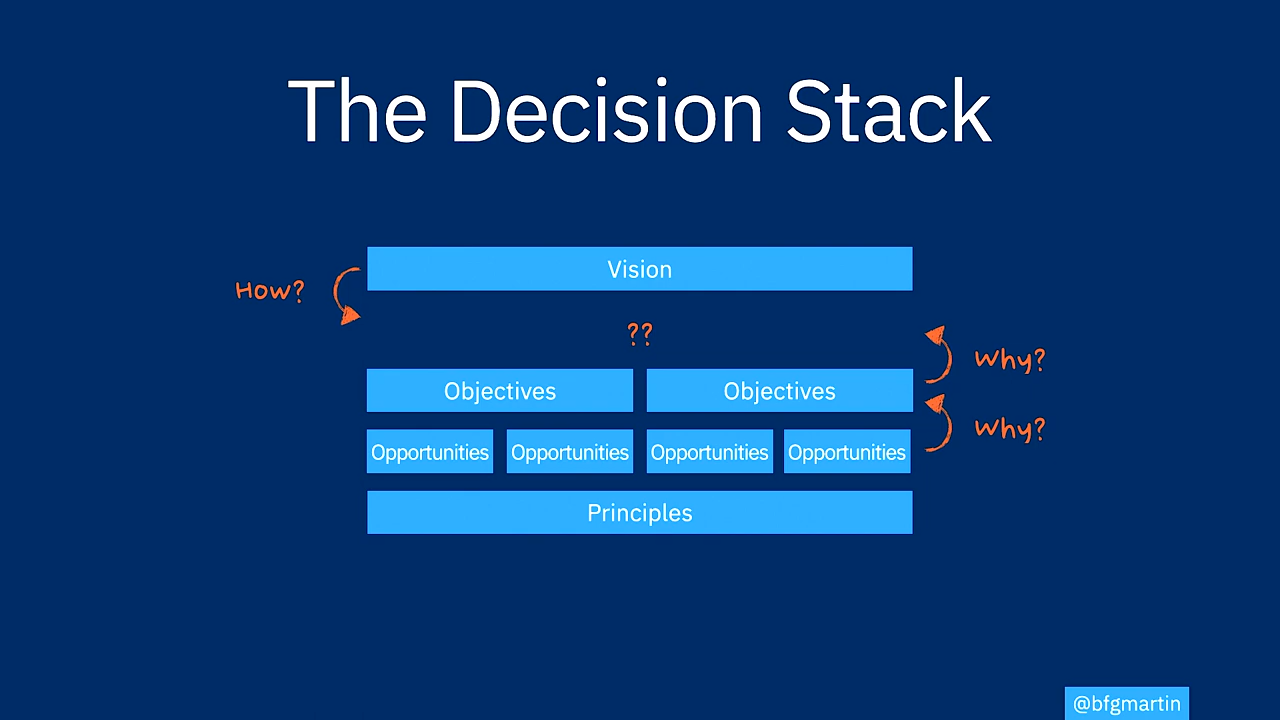 The Decision Stack
Vision
How?
??
Why?
Objectives Objectives
Why?
Opportunities Opportunities Opportunities Opportunities
Principles
@bfgmartin